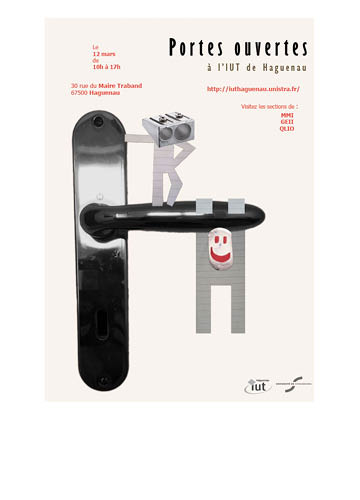 Le
12 mars
de
10h à 17h
Portes ouvertes
à l'IUT de Haguenau
30 rue du Maire Traband
67500 Haguenau
http://iuthaguenau.unistra.fr/
Visitez les sections de :
MMI
GEII
QLIO
iut